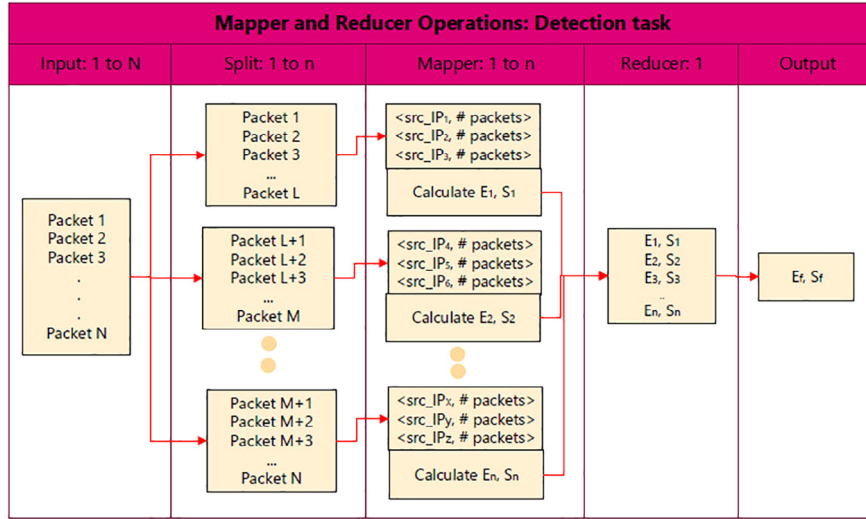 Mapper and Reducer Operations: Detection task
Input: 1 to N
Split: 1 to n
Mapper: 1 to n
Reducer: 1
Output
Packet 1
Packet 2
Packet 3
.
.
.
Packet N
Packet 1
Packet 2
Packet 3
...
Packet L
Packet L+1
Packet L+2
Packet L+3
...
Packet M
Packet M+1
Packet M+2
Packet M+3
...
Packet N
<src_IP₁, # packets>
<src_IP₂, # packets>
<src_IP₃, # packets>
Calculate E₁, S₁
<src_IP₄, # packets>
<src_IP₅, # packets>
<src_IP₆, # packets>
Calculate E₂, S₂
<src_IPx, # packets>
<src_IPy, # packets>
<src_IPz, # packets>
Calculate En, Sn
E₁, S₁
E₂, S₂
E₃, S₃
..
En, Sn
Ef, Sf